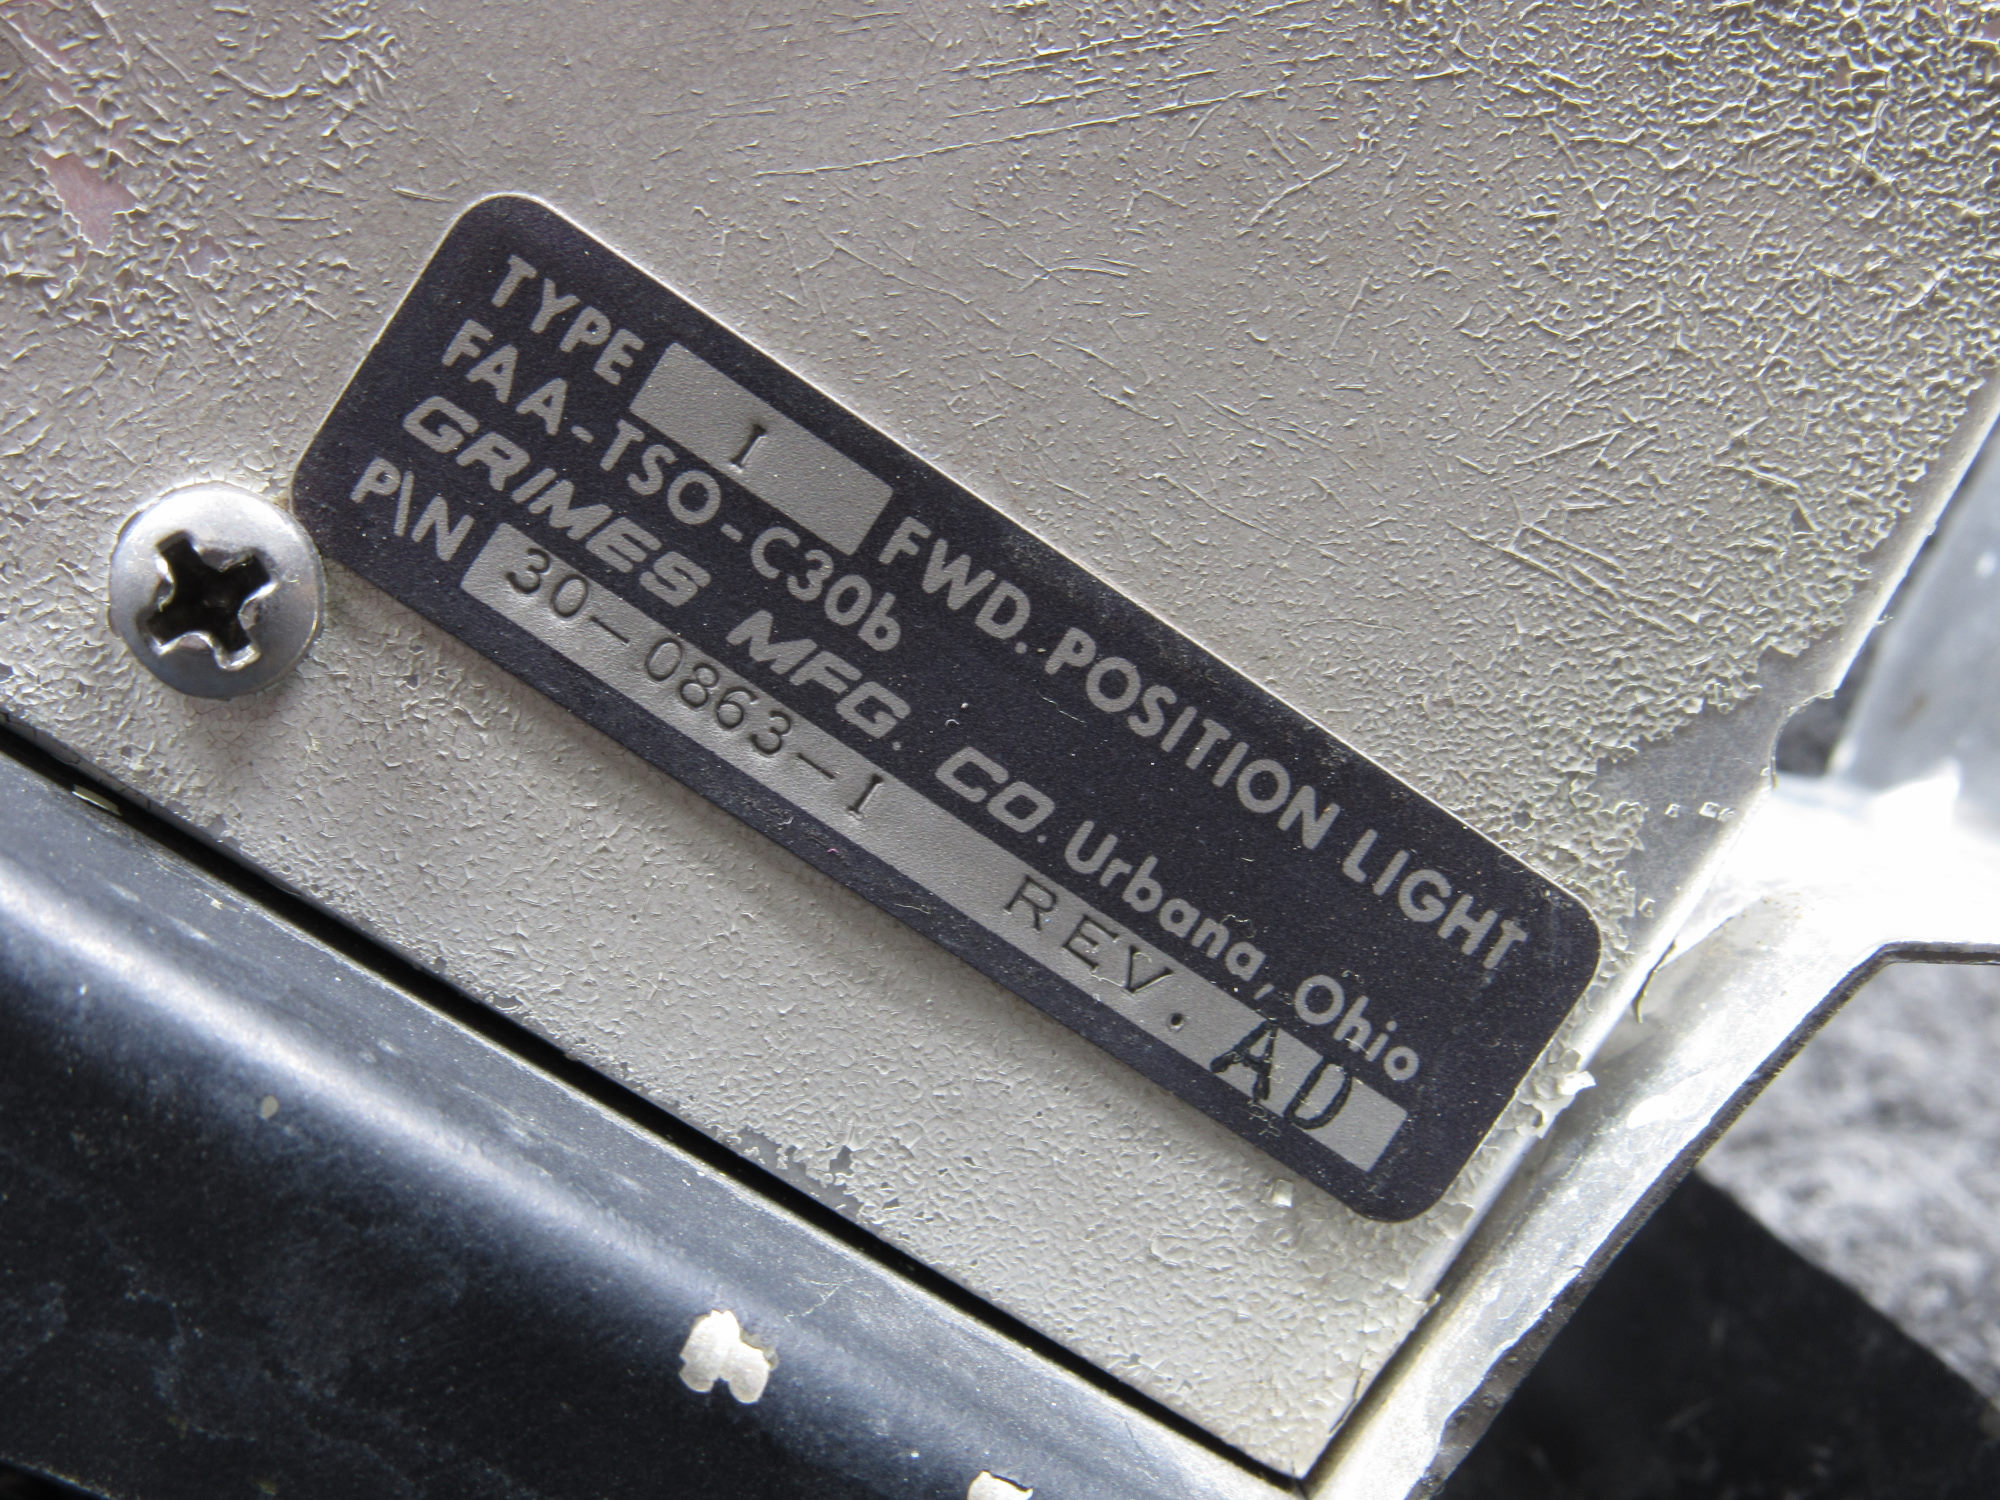 TYPE I FWD. POSITION LIGHT
FAA-TSO-C30b
GRIMES MFG. CO. Urbana, Ohio
P\N 30-0863-1 REV. AD